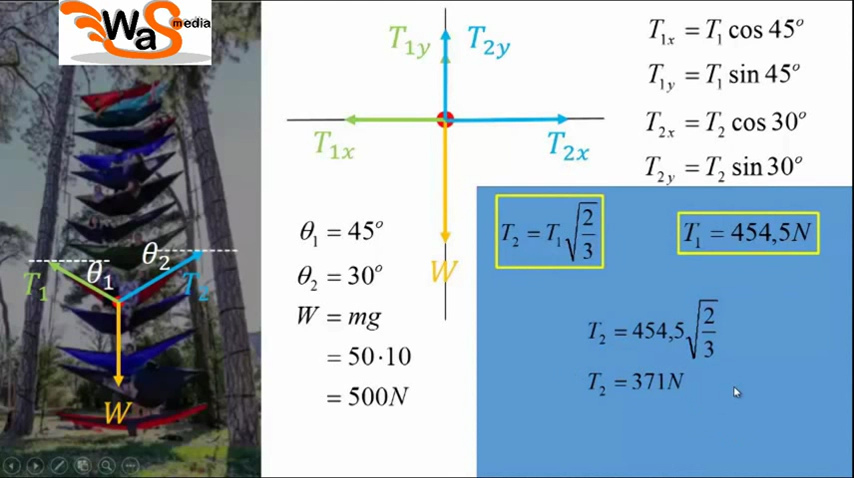 WaS
media
T₁y T₂y
T₁x T₂x
W
θ₁ θ₂
T₁ T₂
W
T₁x = T₁ cos 45°
T₁y = T₁ sin 45°
T₂x = T₂ cos 30°
T₂y = T₂ sin 30°
θ₁ = 45°
θ₂ = 30°
W = mg
= 50·10
= 500N
T₂ = T₁√(2/3)
T₁ = 454,5N
T₂ = 454,5√(2/3)
T₂ = 371N